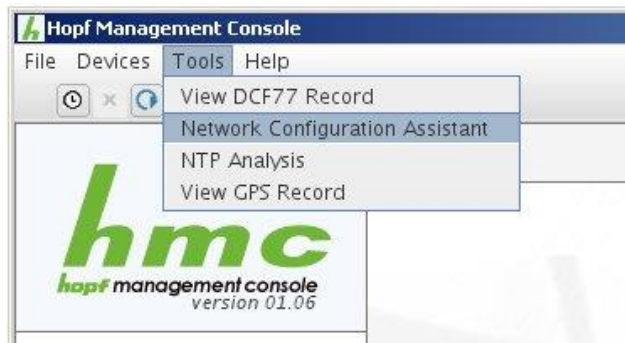 Hopf Management Console
File Devices Tools Help
View DCF77 Record
Network Configuration Assistant
NTP Analysis
View GPS Record
hmc
hopf management console
version 01.06